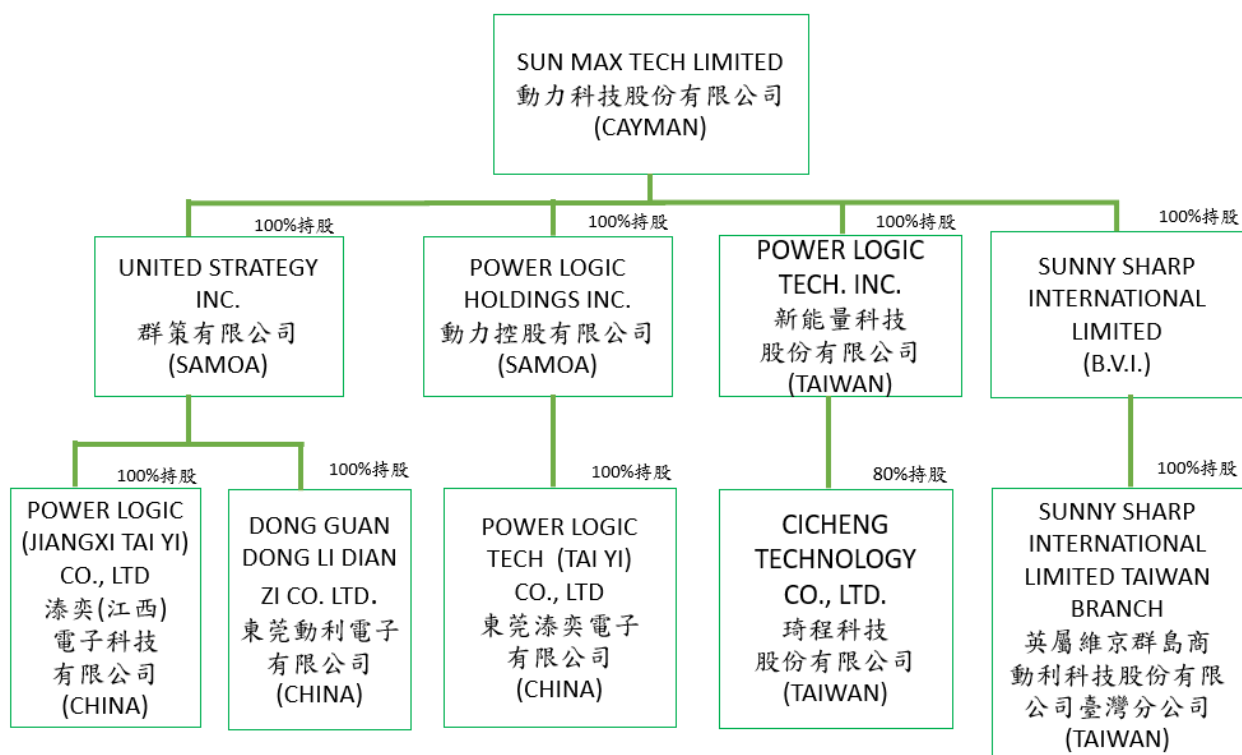 SUN MAX TECH LIMITED
動力科技股份有限公司
(CAYMAN)
100%持股
100%持股
100%持股
100%持股
UNITED STRATEGY
INC.
群策有限公司
(SAMOA)
POWER LOGIC
HOLDINGS INC.
動力控股有限公司
(SAMOA)
POWER LOGIC
TECH. INC.
新能量科技
股份有限公司
(TAIWAN)
SUNNY SHARP
INTERNATIONAL
LIMITED
(B.V.I.)
100%持股
100%持股
100%持股
80%持股
100%持股
POWER LOGIC
(JIANGXI TAI YI)
CO., LTD
溙奕(江西)
電子科技
有限公司
(CHINA)
DONG GUAN
DONG LI DIAN
ZI CO. LTD.
東莞動利電子
有限公司
(CHINA)
POWER LOGIC
TECH (TAI YI)
CO., LTD
東莞溙奕電子
有限公司
(CHINA)
CICHENG
TECHNOLOGY
CO., LTD.
琦程科技
股份有限公司
(TAIWAN)
SUNNY SHARP
INTERNATIONAL
LIMITED TAIWAN
BRANCH
英屬維京群島商
動利科技股份有限
公司臺灣分公司
(TAIWAN)